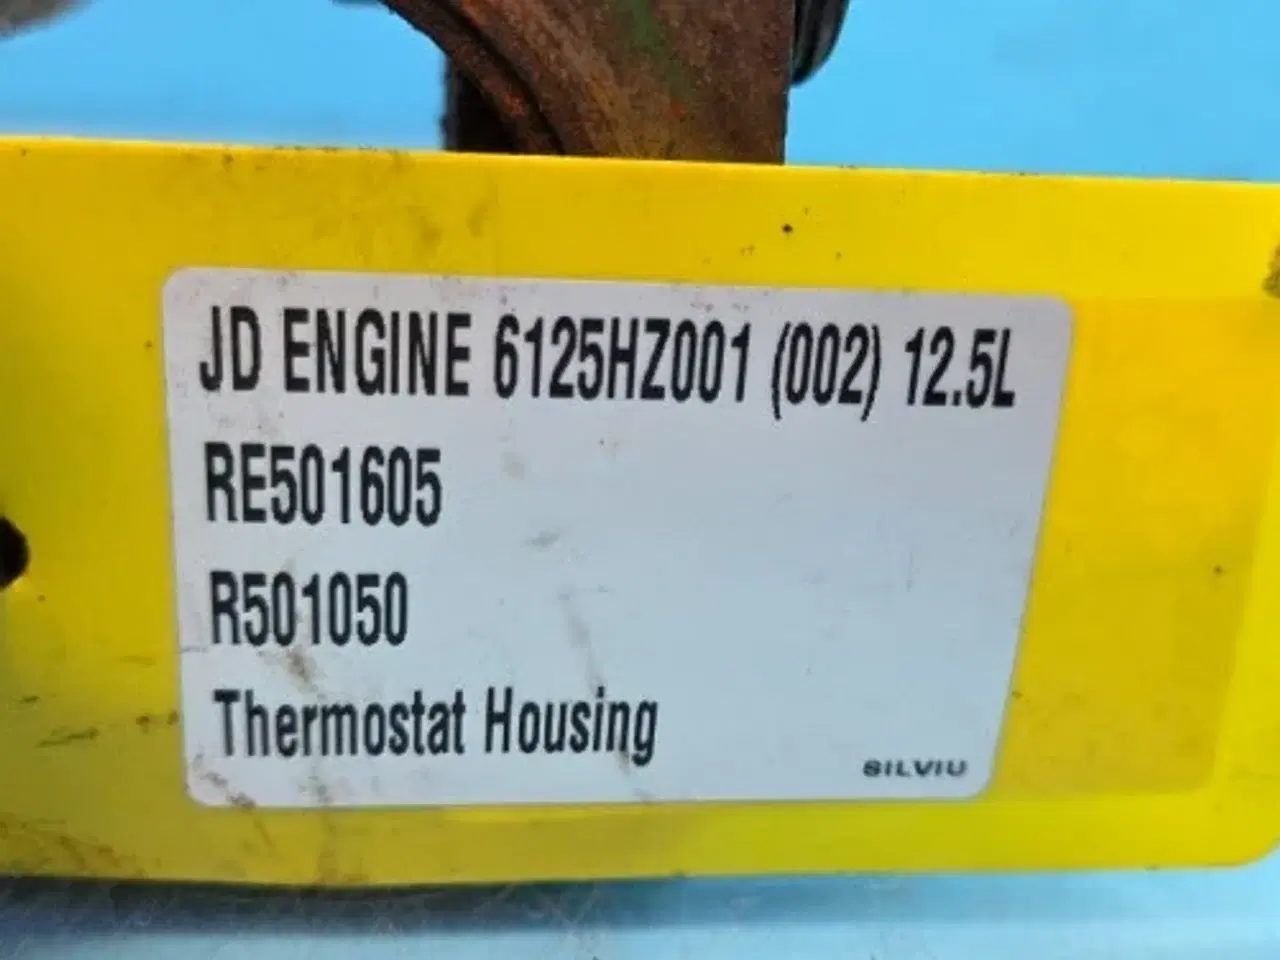 JD ENGINE 6125HZ001 (002) 12.5L
RE501605
R501050
Thermostat Housing
SILVIU